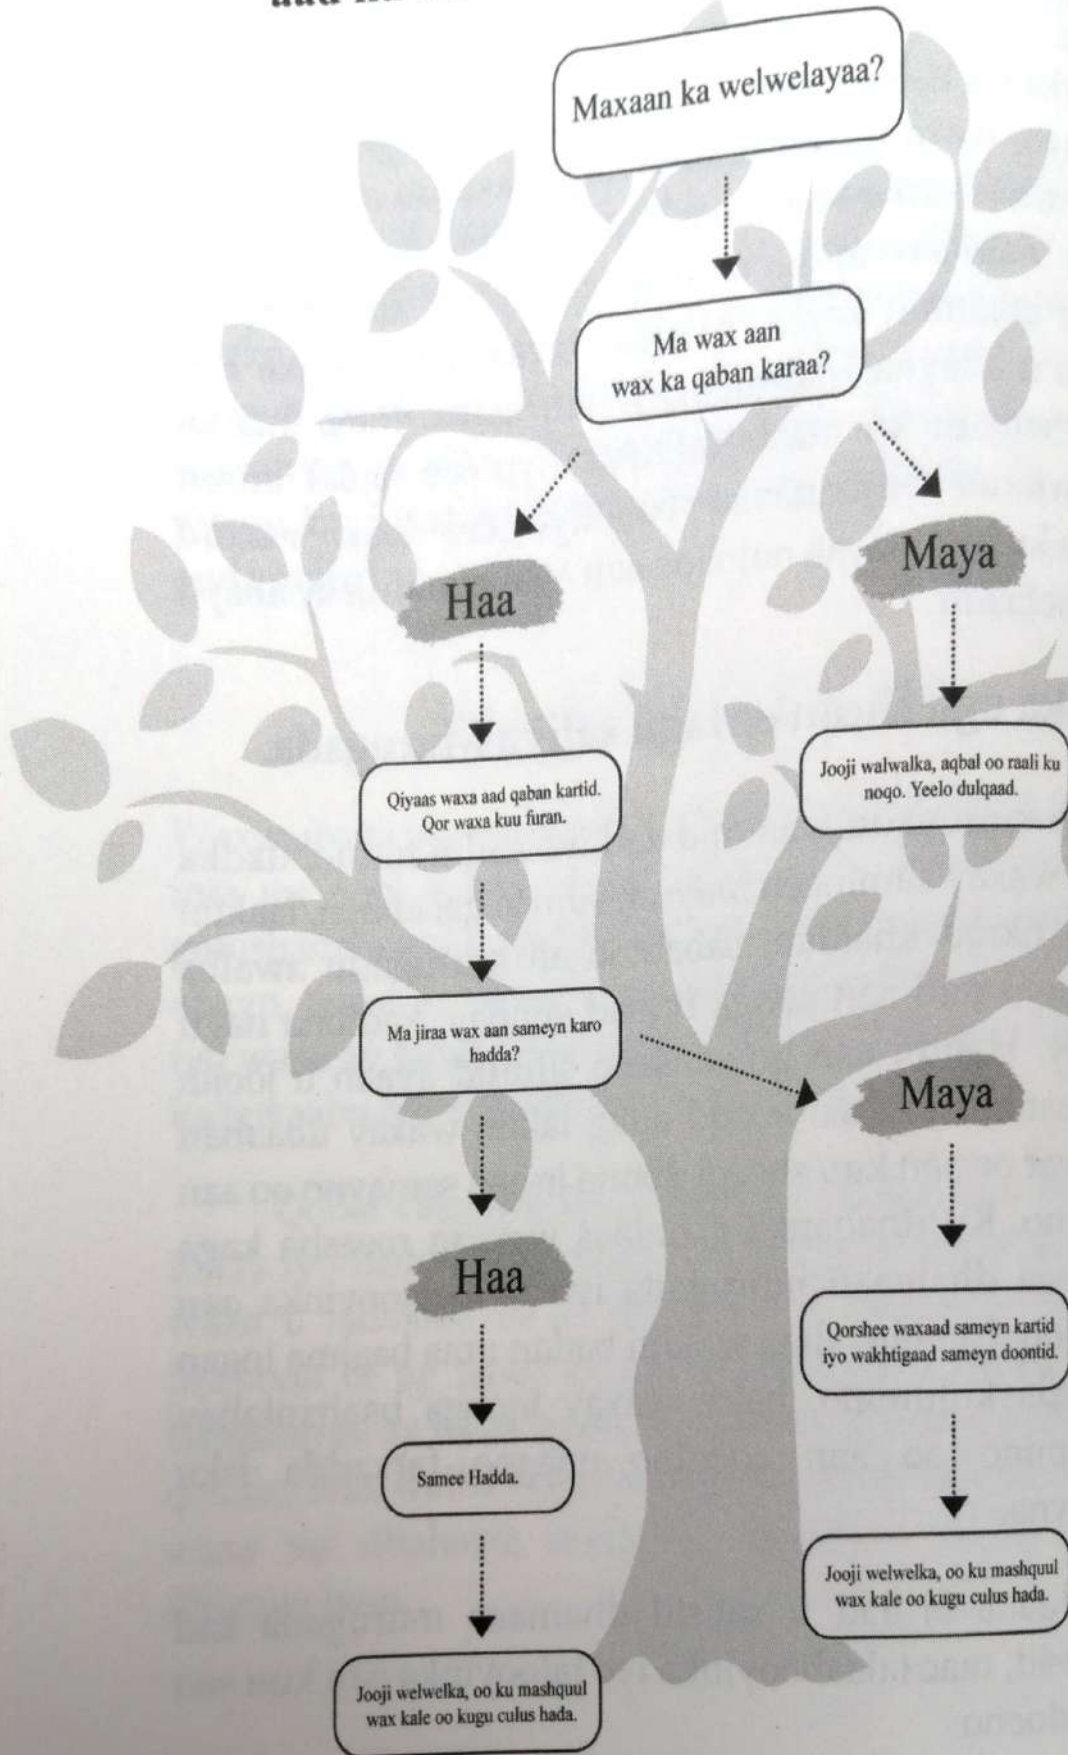 Maxaan ka welwelayaa?
Ma wax aan
wax ka qaban karaa?
Haa
Maya
Qiyaas waxa aad qaban kartid.
Qor waxa kuu furan.
Jooji walwalka, aqbal oo raali ku
noqo. Yeelo dulqaad.
Ma jiraa wax aan sameyn karo
hadda?
Maya
Haa
Qorshee waxaad sameyn kartid
iyo wakhtigaad sameyn doontid.
Samee Hadda.
Jooji welwelka, oo ku mashquul
wax kale oo kugu culus hada.
Jooji welwelka, oo ku mashquul
wax kale oo kugu culus hada.